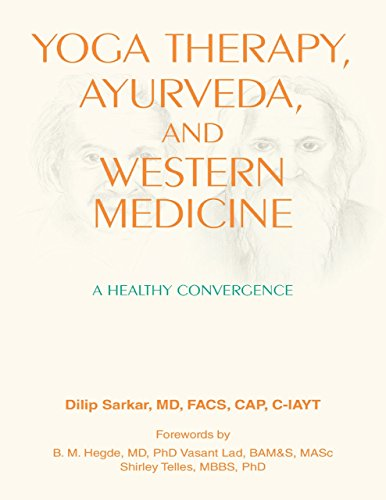 YOGA THERAPY,
AYURVEDA,
AND
WESTERN
MEDICINE
A HEALTHY CONVERGENCE
Dilip Sarkar, MD, FACS, CAP, C-IAYT
Forewords by
B. M. Hegde, MD, PhD Vasant Lad, BAM&S, MASc
Shirley Telles, MBBS, PhD